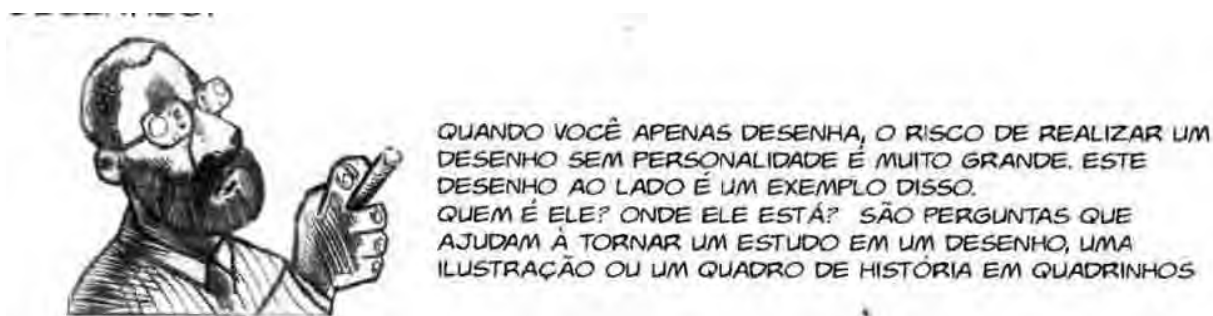 QUANDO VOCÊ APENAS DESENHA, O RISCO DE REALIZAR UM
DESENHO SEM PERSONALIDADE É MUITO GRANDE. ESTE
DESENHO AO LADO É UM EXEMPLO DISSO.
QUEM É ELE? ONDE ELE ESTÁ? SÃO PERGUNTAS QUE
AJUDAM À TORNAR UM ESTUDO EM UM DESENHO, UMA
ILUSTRAÇÃO OU UM QUADRO DE HISTÓRIA EM QUADRINHOS